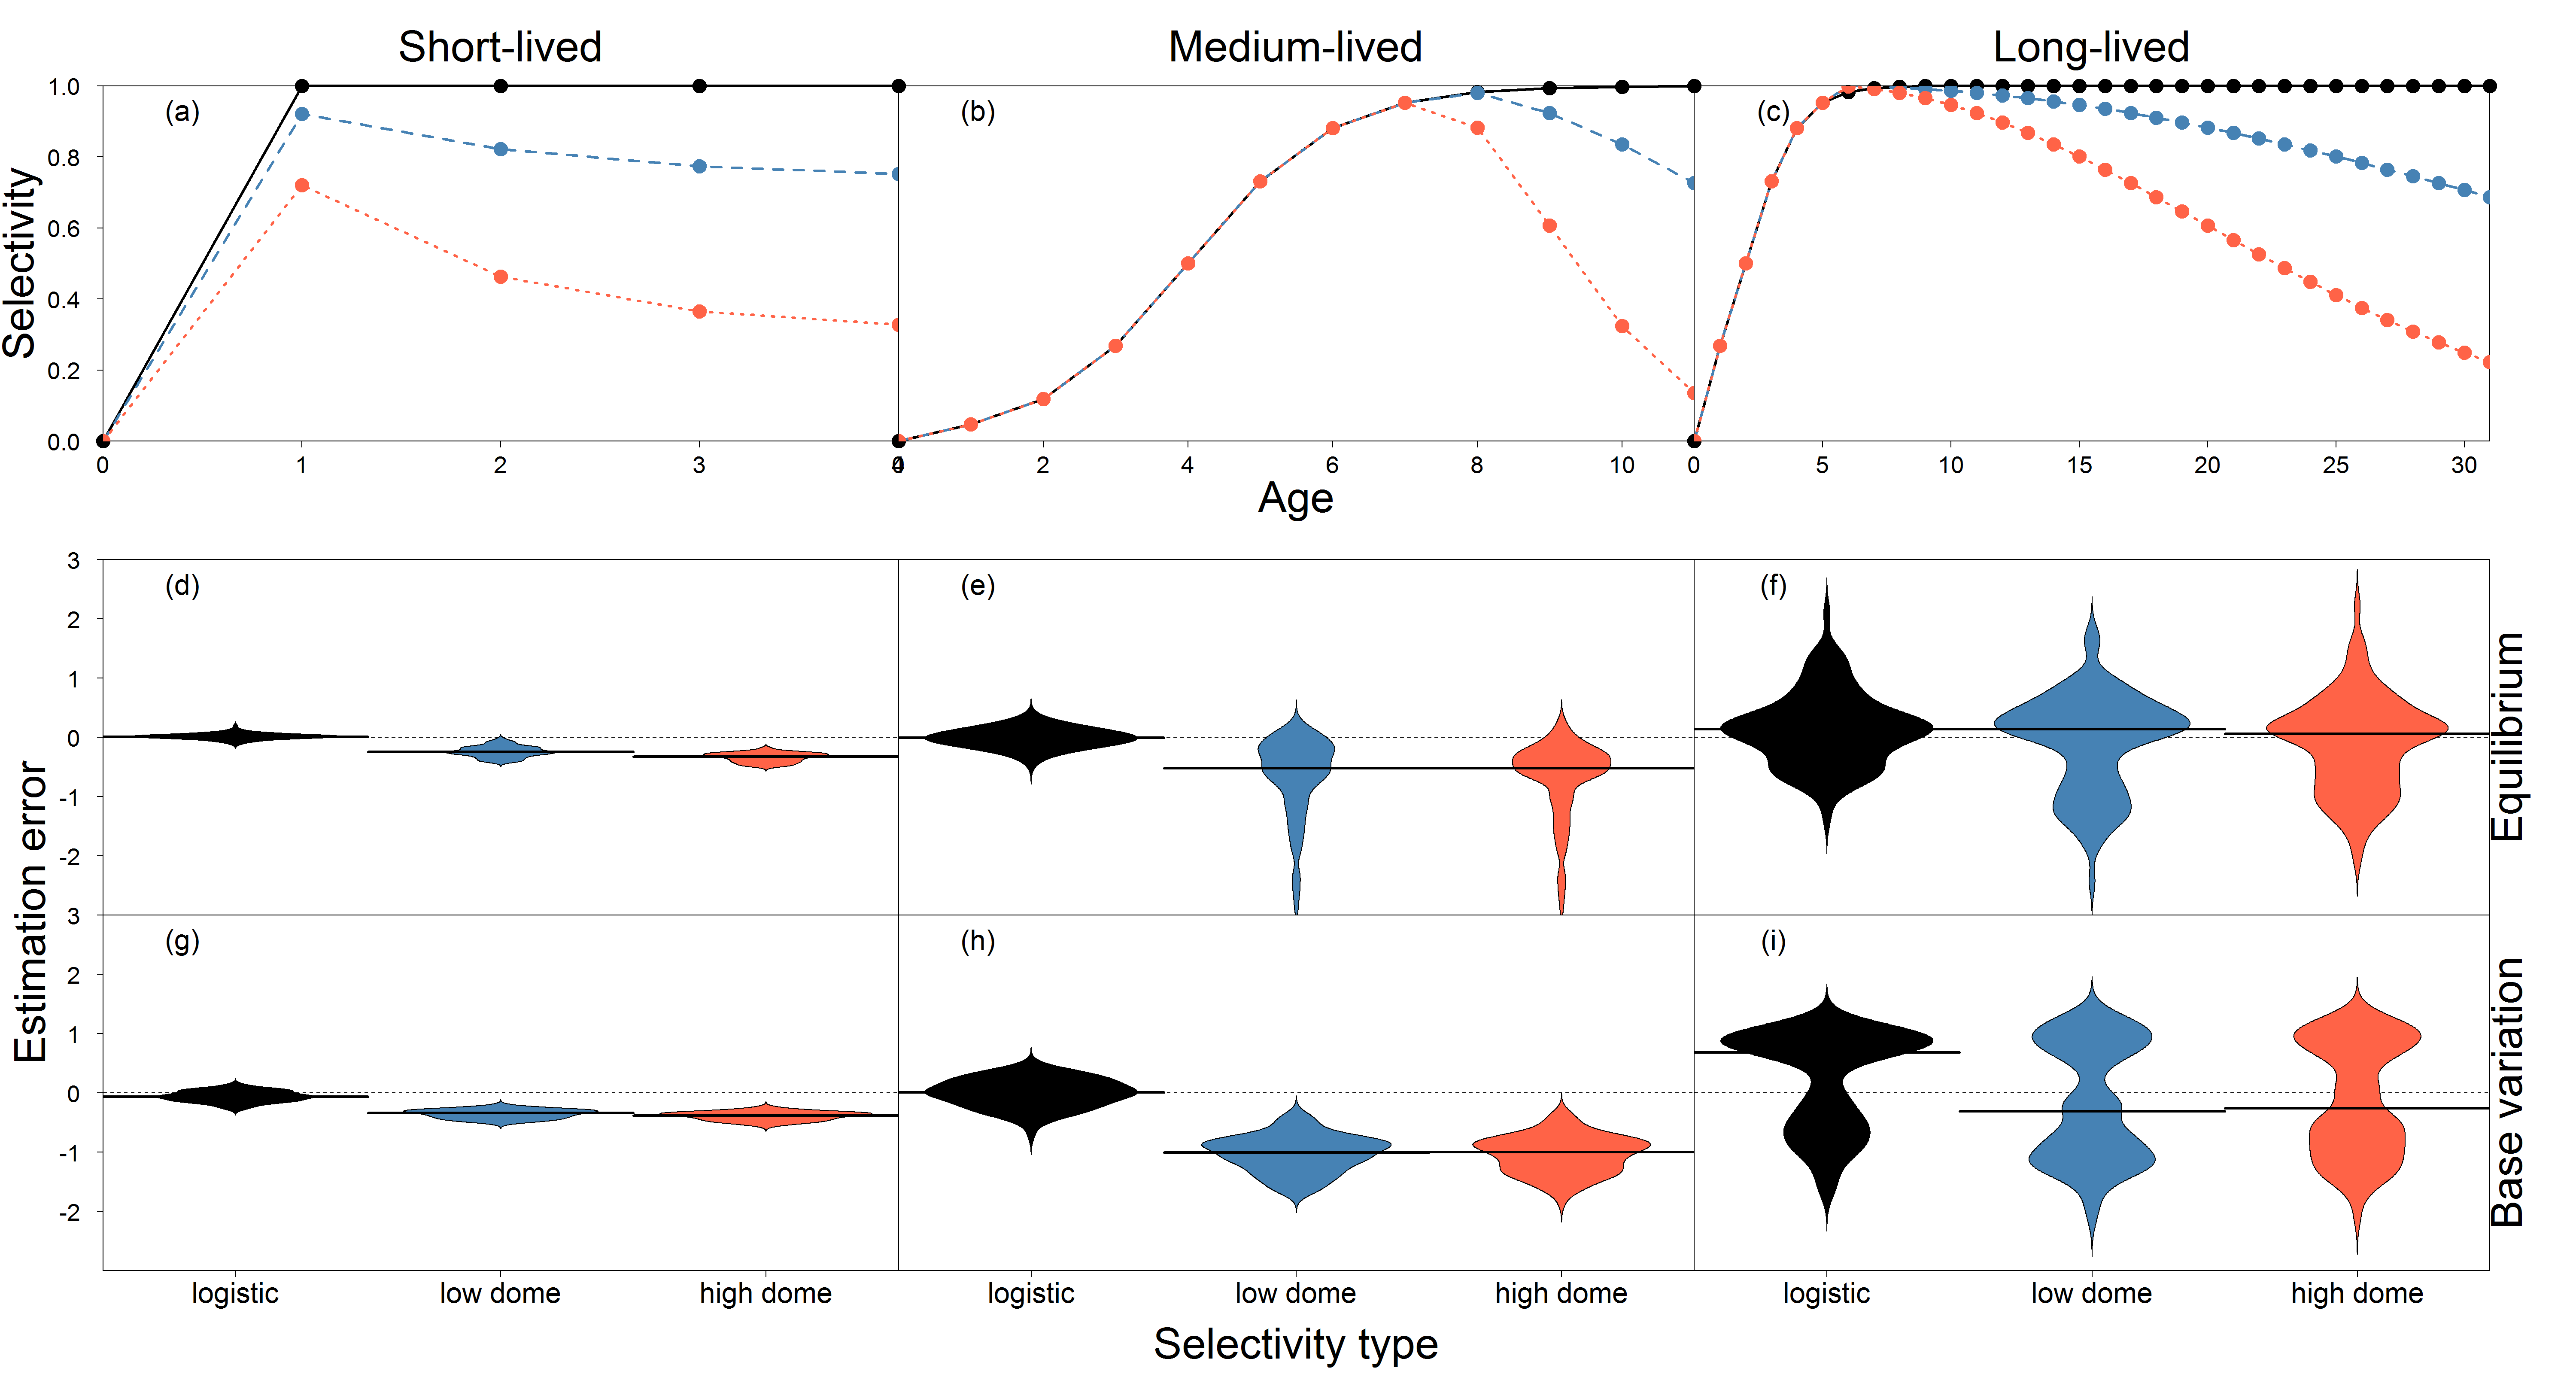 Short-lived Medium-lived Long-lived
(a) (b) (c)
Selectivity
1.0
0.8
0.6
0.4
0.2
0.0
0 1 2 3 4
0 2 4 6 8 10
0 5 10 15 20 25 30
Age
Estimation error
3
2
1
0
-1
-2
(d) (e) (f)
Equilibrium
3
2
1
0
-1
-2
(g) (h) (i)
Base variation
logistic low dome high dome logistic low dome high dome logistic low dome high dome
Selectivity type